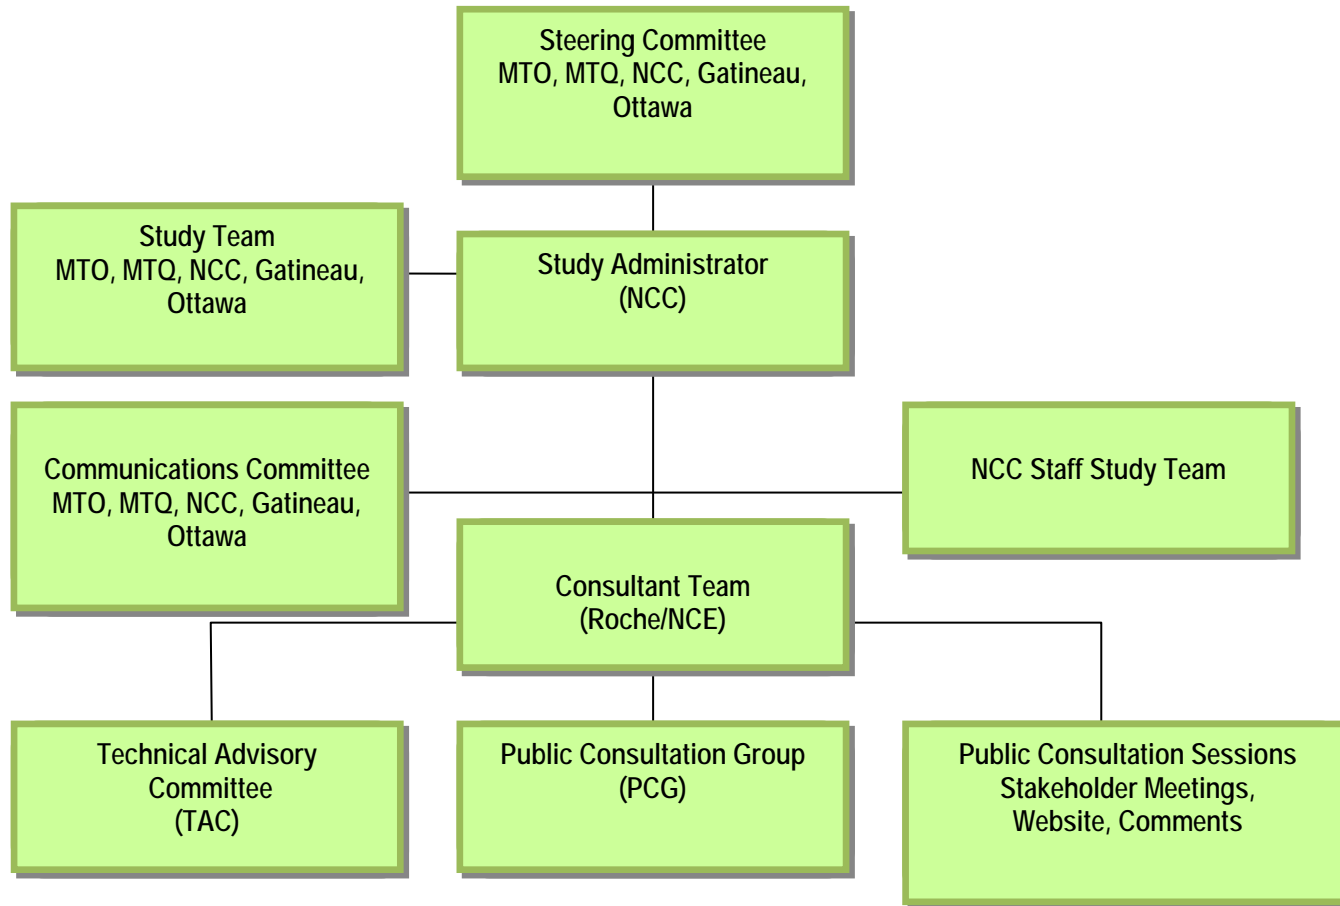 Steering Committee
MTO, MTQ, NCC, Gatineau,
Ottawa
Study Team
MTO, MTQ, NCC, Gatineau,
Ottawa
Study Administrator
(NCC)
Communications Committee
MTO, MTQ, NCC, Gatineau,
Ottawa
NCC Staff Study Team
Consultant Team
(Roche/NCE)
Technical Advisory
Committee
(TAC)
Public Consultation Group
(PCG)
Public Consultation Sessions
Stakeholder Meetings,
Website, Comments